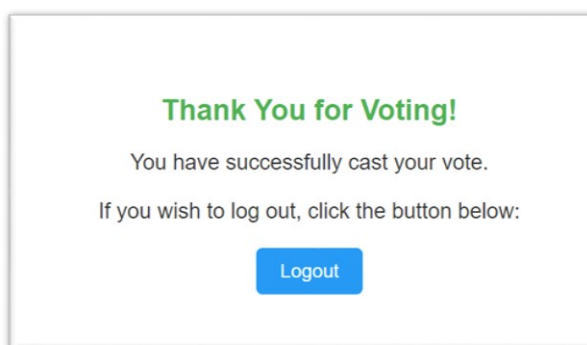 Thank You for Voting!
You have successfully cast your vote.
If you wish to log out, click the button below:
Logout